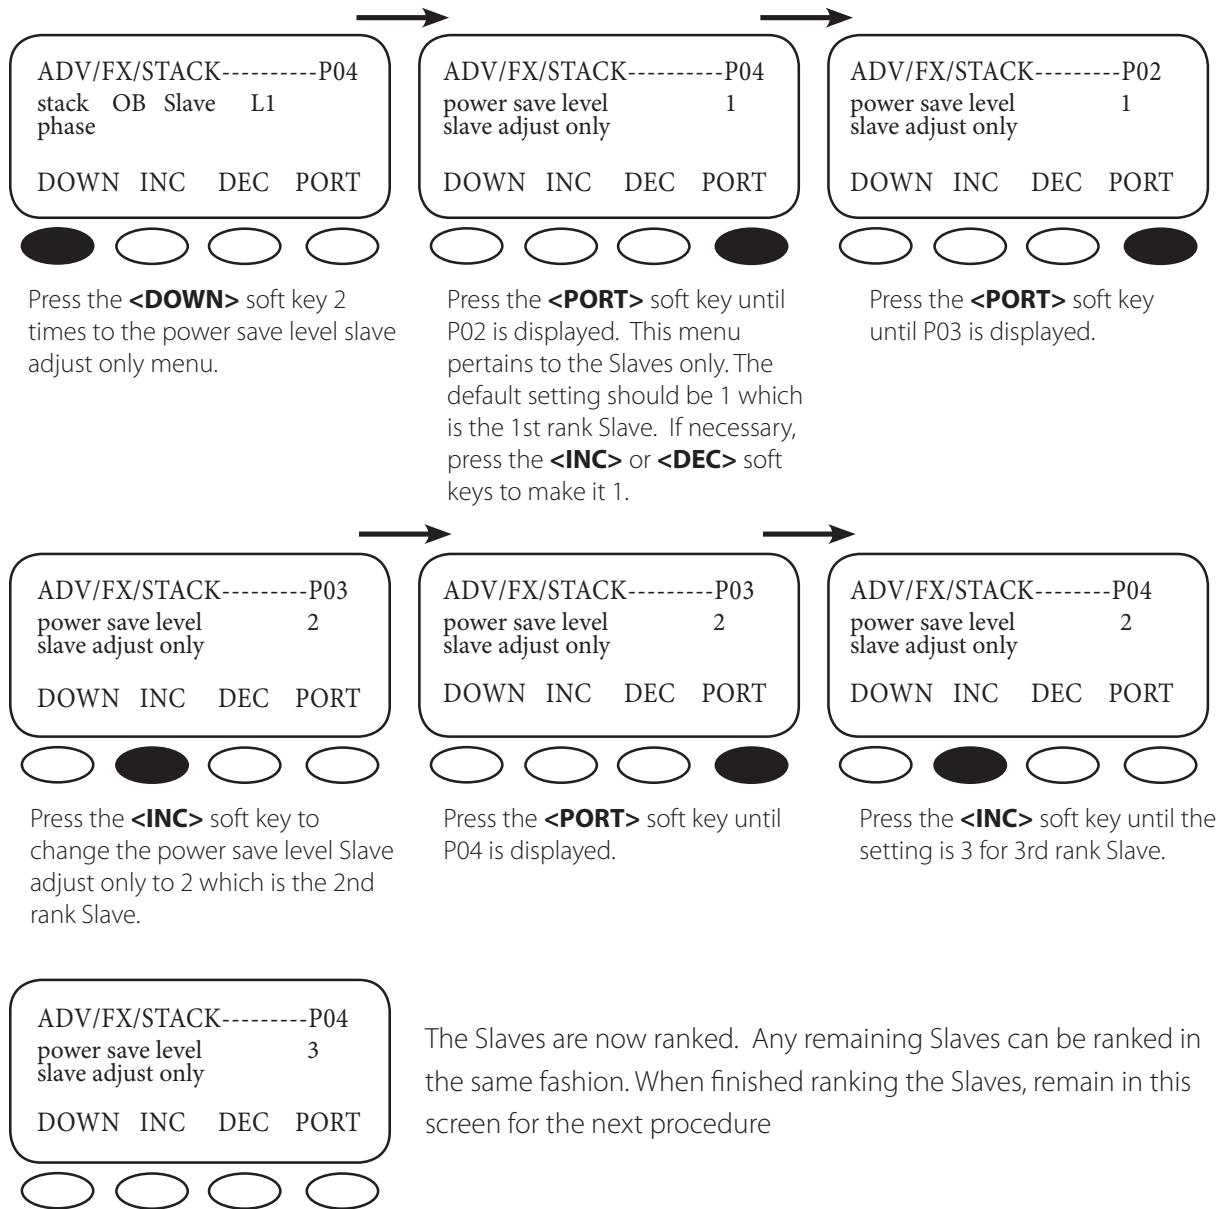 ADV/FX/STACK----------P04
stack OB Slave L1
phase
DOWN INC DEC PORT
Press the <DOWN> soft key 2
times to the power save level slave
adjust only menu.
ADV/FX/STACK----------P04
power save level 1
slave adjust only
DOWN INC DEC PORT
Press the <PORT> soft key until
P02 is displayed. This menu
pertains to the Slaves only. The
default setting should be 1 which
is the 1st rank Slave. If necessary,
press the <INC> or <DEC> soft
keys to make it 1.
ADV/FX/STACK---------P02
power save level 1
slave adjust only
DOWN INC DEC PORT
Press the <PORT> soft key
until P03 is displayed.
ADV/FX/STACK---------P03
power save level 2
slave adjust only
DOWN INC DEC PORT
Press the <INC> soft key to
change the power save level Slave
adjust only to 2 which is the 2nd
rank Slave.
ADV/FX/STACK---------P03
power save level 2
slave adjust only
DOWN INC DEC PORT
Press the <PORT> soft key until
P04 is displayed.
ADV/FX/STACK--------P04
power save level 2
slave adjust only
DOWN INC DEC PORT
Press the <INC> soft key until the
setting is 3 for 3rd rank Slave.
ADV/FX/STACK---------P04
power save level 3
slave adjust only
DOWN INC DEC PORT
The Slaves are now ranked. Any remaining Slaves can be ranked in
the same fashion. When finished ranking the Slaves, remain in this
screen for the next procedure